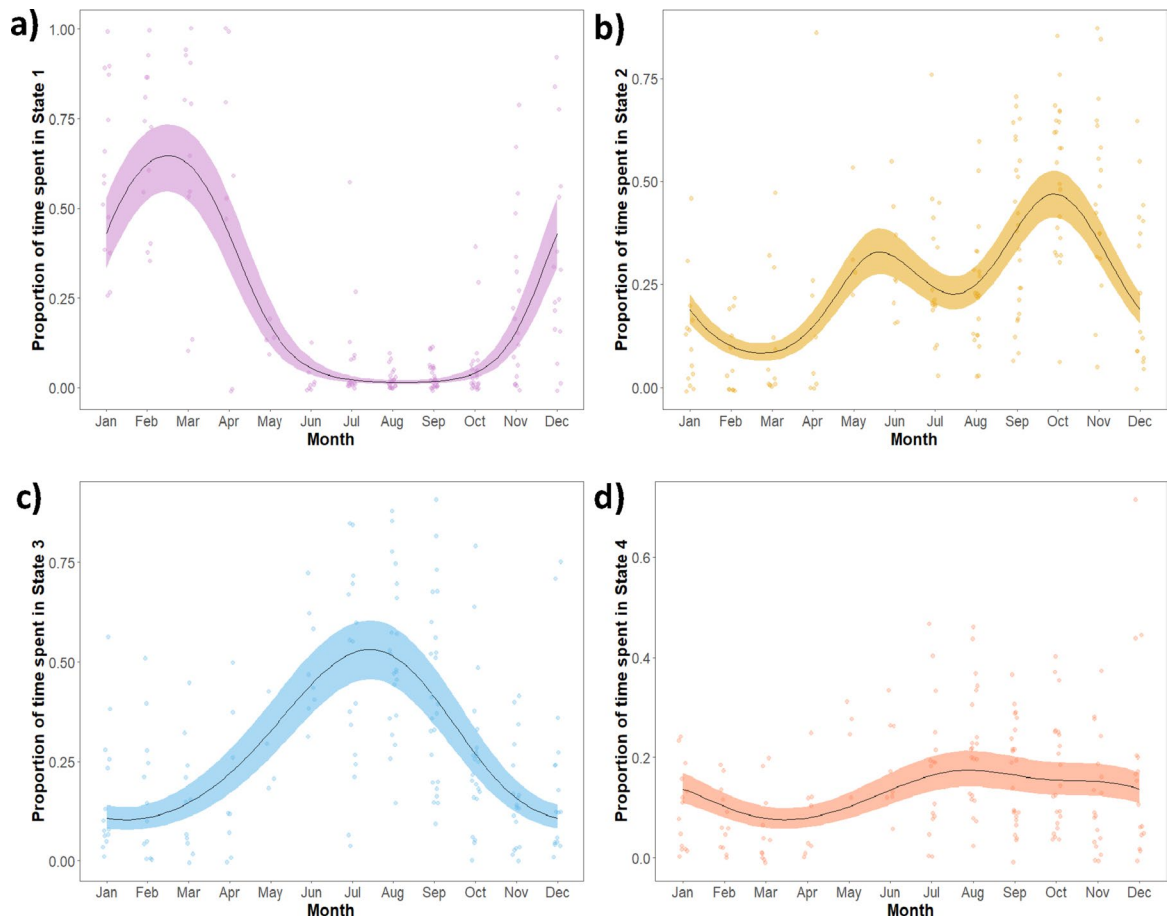 a)
Proportion of time spent in State 1
1.00
0.75
0.50
0.25
0.00
Jan Feb Mar Apr May Jun Jul Aug Sep Oct Nov Dec
Month
b)
Proportion of time spent in State 2
0.75
0.50
0.25
0.00
Jan Feb Mar Apr May Jun Jul Aug Sep Oct Nov Dec
Month
c)
Proportion of time spent in State 3
0.75
0.50
0.25
0.00
Jan Feb Mar Apr May Jun Jul Aug Sep Oct Nov Dec
Month
d)
Proportion of time spent in State 4
0.6
0.4
0.2
0.0
Jan Feb Mar Apr May Jun Jul Aug Sep Oct Nov Dec
Month